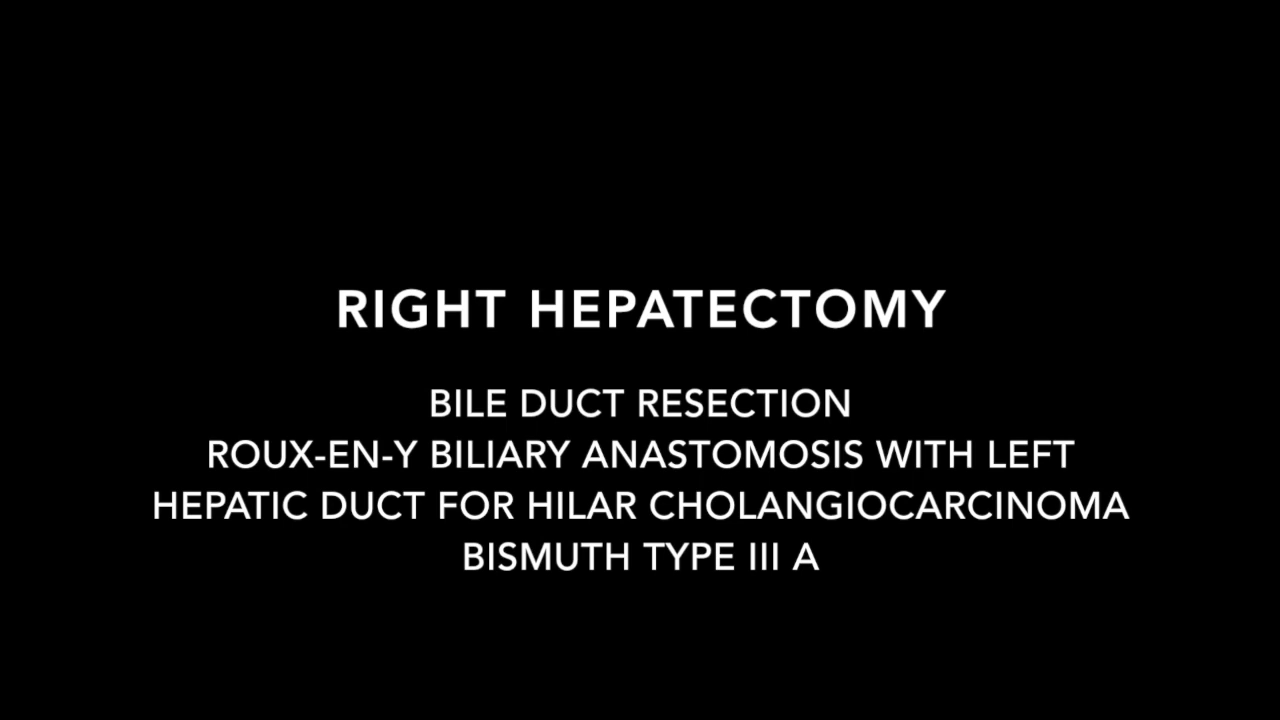 RIGHT HEPATECTOMY
BILE DUCT RESECTION
ROUX-EN-Y BILIARY ANASTOMOSIS WITH LEFT
HEPATIC DUCT FOR HILAR CHOLANGIOCARCINOMA
BISMUTH TYPE III A